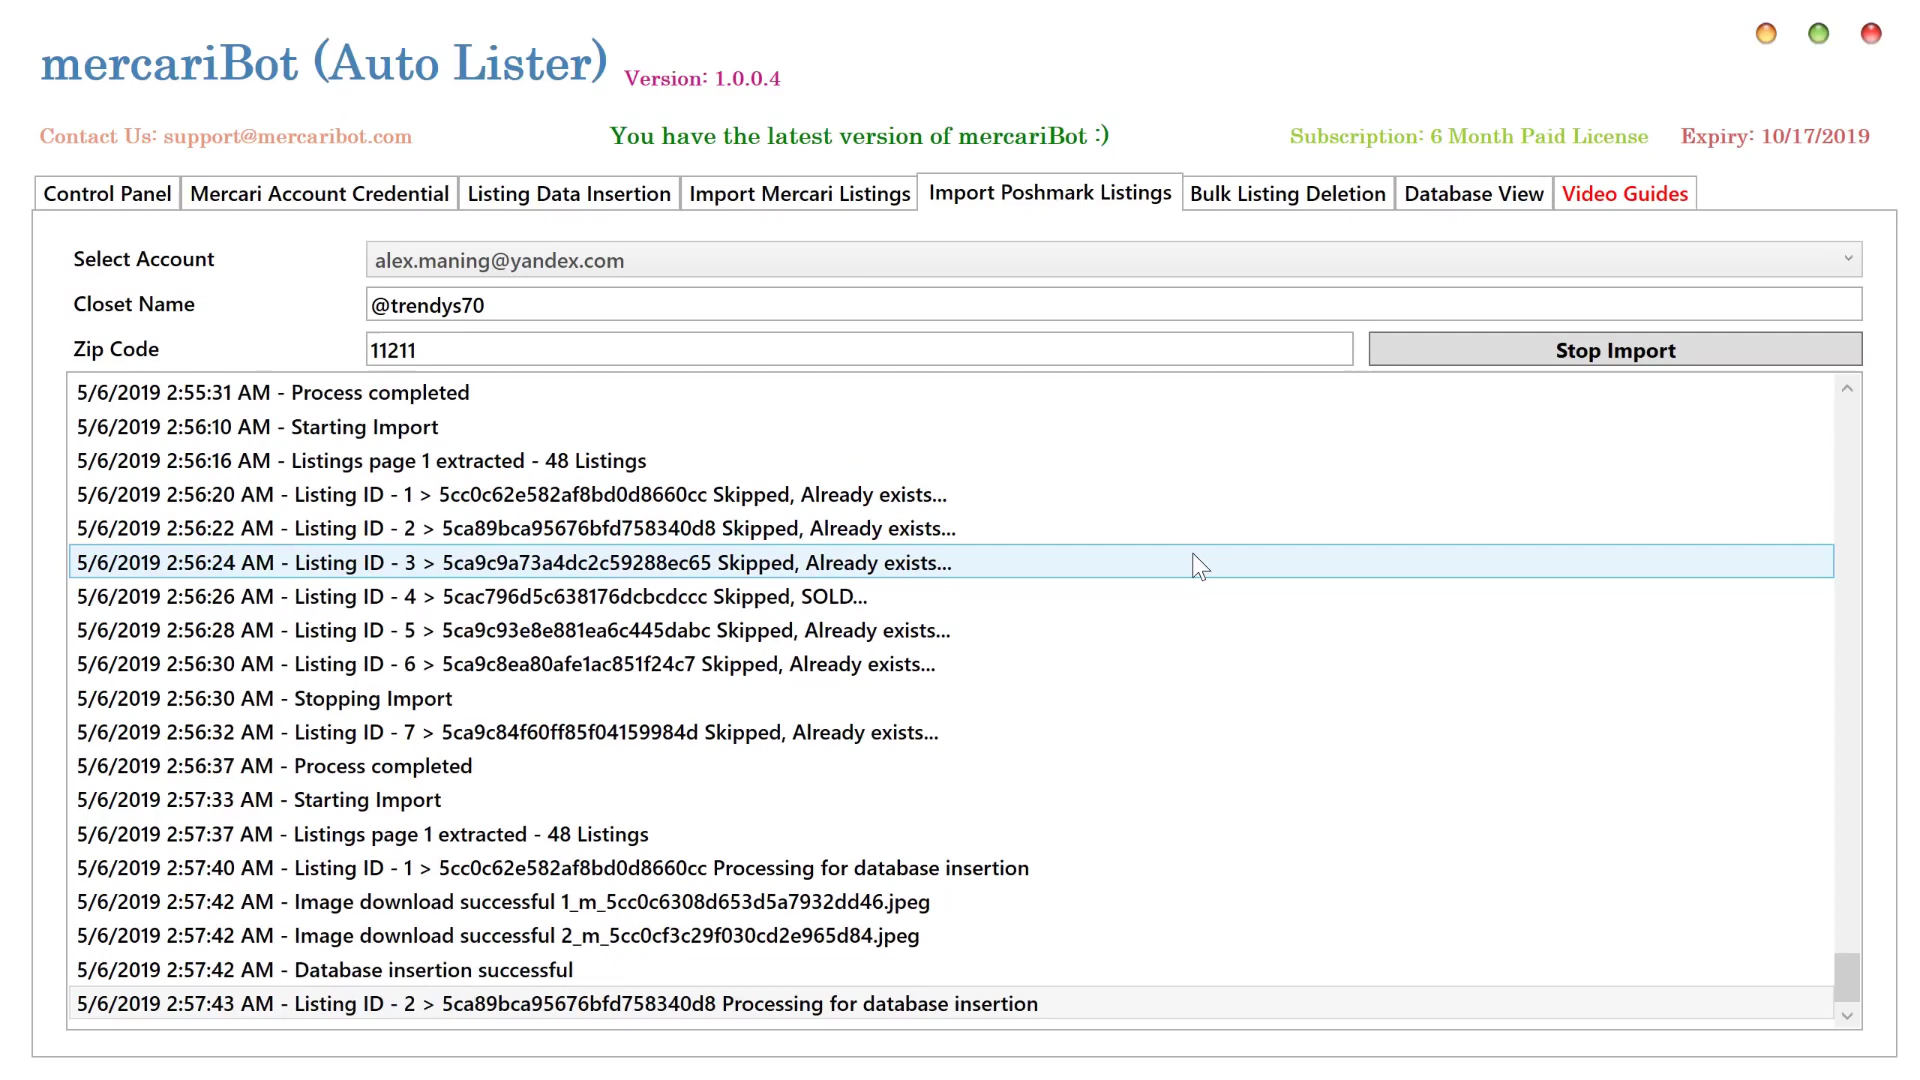 mercariBot (Auto Lister) Version: 1.0.0.4
Contact Us: support@mercaribot.com You have the latest version of mercariBot :) Subscription: 6 Month Paid License Expiry: 10/17/2019
Control Panel Mercari Account Credential Listing Data Insertion Import Mercari Listings Import Poshmark Listings Bulk Listing Deletion Database View Video Guides
Select Account alex.maning@yandex.com
Closet Name @trendys70
Zip Code 11211 Stop Import
5/6/2019 2:55:31 AM - Process completed
5/6/2019 2:56:10 AM - Starting Import
5/6/2019 2:56:16 AM - Listings page 1 extracted - 48 Listings
5/6/2019 2:56:20 AM - Listing ID - 1 > 5cc0c62e582af8bd0d8660cc Skipped, Already exists...
5/6/2019 2:56:22 AM - Listing ID - 2 > 5ca89bca95676bfd758340d8 Skipped, Already exists...
5/6/2019 2:56:24 AM - Listing ID - 3 > 5ca9c9a73a4dc2c59288ec65 Skipped, Already exists...
5/6/2019 2:56:26 AM - Listing ID - 4 > 5cac796d5c638176dcbcdccc Skipped, SOLD...
5/6/2019 2:56:28 AM - Listing ID - 5 > 5ca9c93e8e881ea6c445dabc Skipped, Already exists...
5/6/2019 2:56:30 AM - Listing ID - 6 > 5ca9c8ea80afe1ac851f24c7 Skipped, Already exists...
5/6/2019 2:56:30 AM - Stopping Import
5/6/2019 2:56:32 AM - Listing ID - 7 > 5ca9c84f60ff85f04159984d Skipped, Already exists...
5/6/2019 2:56:37 AM - Process completed
5/6/2019 2:57:33 AM - Starting Import
5/6/2019 2:57:37 AM - Listings page 1 extracted - 48 Listings
5/6/2019 2:57:40 AM - Listing ID - 1 > 5cc0c62e582af8bd0d8660cc Processing for database insertion
5/6/2019 2:57:42 AM - Image download successful 1_m_5cc0c6308d653d5a7932dd46.jpeg
5/6/2019 2:57:42 AM - Image download successful 2_m_5cc0cf3c29f030cd2e965d84.jpeg
5/6/2019 2:57:42 AM - Database insertion successful
5/6/2019 2:57:43 AM - Listing ID - 2 > 5ca89bca95676bfd758340d8 Processing for database insertion